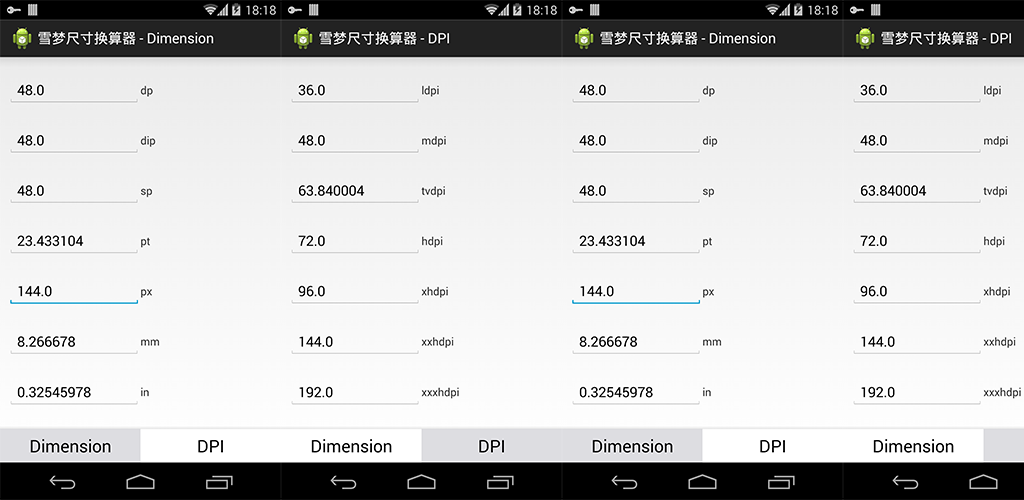 18:18
雪梦尺寸换算器 - Dimension
48.0 dp
48.0 dip
48.0 sp
23.433104 pt
144.0 px
8.266678 mm
0.32545978 in
Dimension DPI
18:18
雪梦尺寸换算器 - DPI
36.0 ldpi
48.0 mdpi
63.840004 tvdpi
72.0 hdpi
96.0 xhdpi
144.0 xxhdpi
192.0 xxxhdpi
Dimension DPI
18:18
雪梦尺寸换算器 - Dimension
48.0 dp
48.0 dip
48.0 sp
23.433104 pt
144.0 px
8.266678 mm
0.32545978 in
Dimension DPI
雪梦尺寸换算器 - DPI
36.0 ldpi
48.0 mdpi
63.840004 tvdpi
72.0 hdpi
96.0 xhdpi
144.0 xxhdpi
192.0 xxxhdpi
Dimension